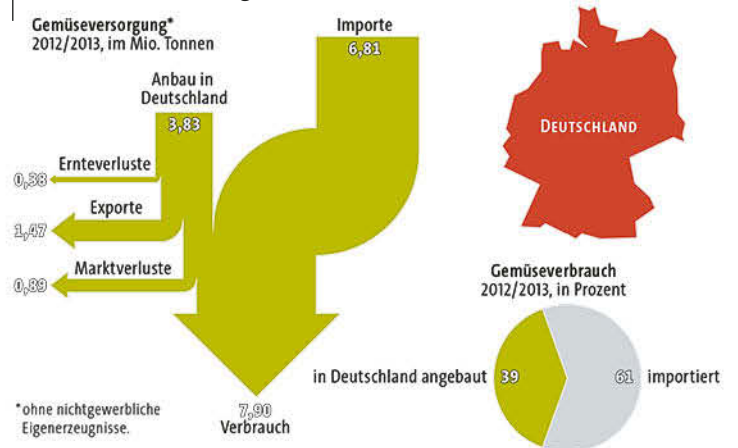 Gemüseversorgung*
2012/2013, im Mio. Tonnen
Importe
6,81
Anbau in
Deutschland
3,83
Ernteverluste
0,38
Exporte
1,47
Marktverluste
0,89
7,90
Verbrauch
*ohne nichtgewerbliche
Eigenerzeugnisse.
DEUTSCHLAND
Gemüseverbrauch
2012/2013, in Prozent
in Deutschland angebaut 39
61 importiert